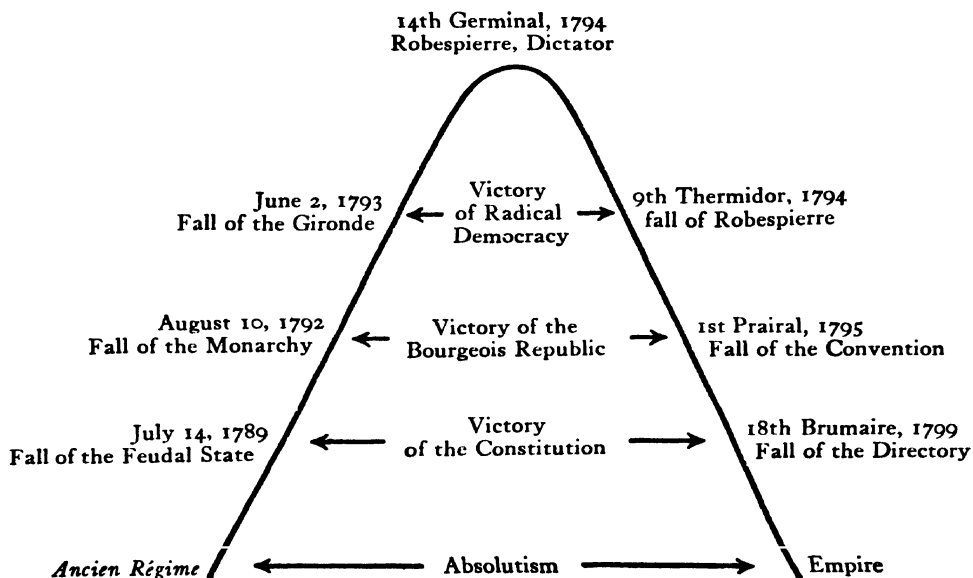 14th Germinal, 1794
Robespierre, Dictator
June 2, 1793
Fall of the Gironde
Victory
of Radical
Democracy
9th Thermidor, 1794
fall of Robespierre
August 10, 1792
Fall of the Monarchy
Victory of the
Bourgeois Republic
1st Prairal, 1795
Fall of the Convention
July 14, 1789
Fall of the Feudal State
Victory
of the Constitution
18th Brumaire, 1799
Fall of the Directory
Ancien Régime
Absolutism
Empire